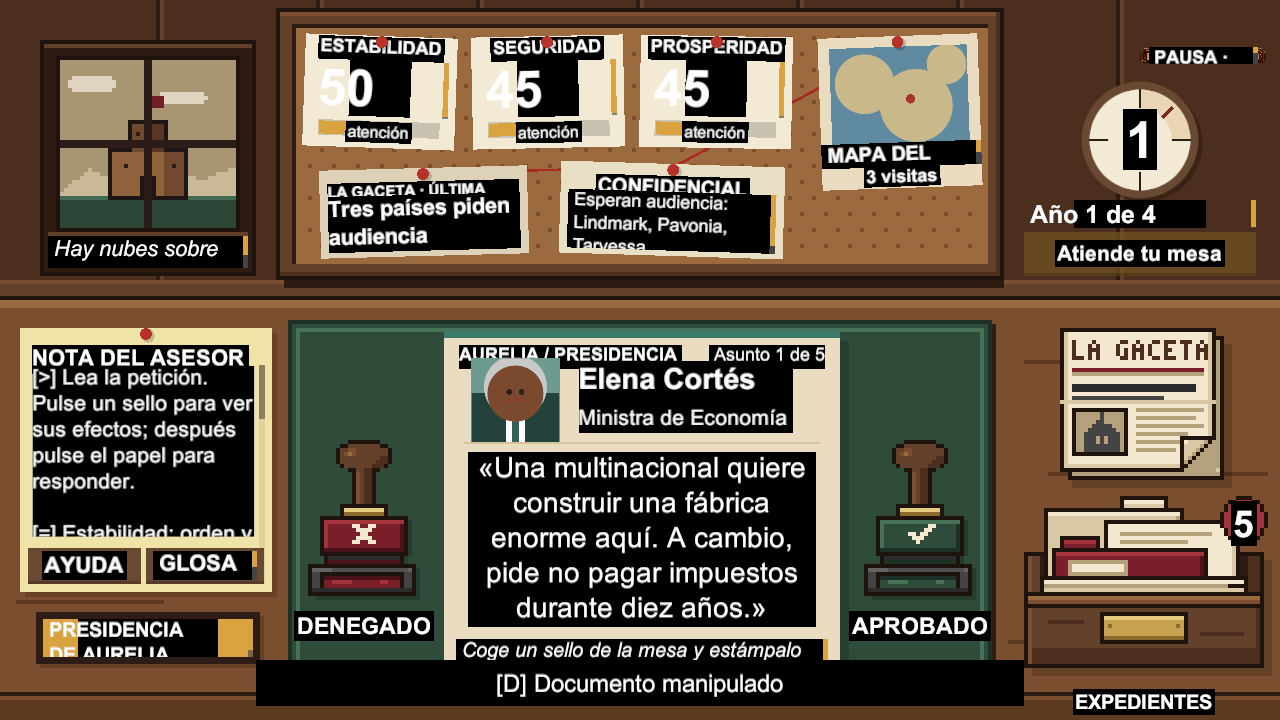 ESTABILIDAD
50
atención
SEGURIDAD
45
atención
PROSPERIDAD
45
atención
MAPA DEL
3 visitas
PAUSA ·
1
Año 1 de 4
Atiende tu mesa
Hay nubes sobre
LA GACETA · ÚLTIMA
Tres países piden
audiencia
CONFIDENCIAL
Esperan audiencia:
Lindmark, Pavonia,
Tarvessa
NOTA DEL ASESOR
[>] Lea la petición.
Pulse un sello para ver
sus efectos; después
pulse el papel para
responder.
[=] Estabilidad: orden y
AYUDA
GLOSA
PRESIDENCIA
DE AURELIA
AURELIA / PRESIDENCIA
Asunto 1 de 5
Elena Cortés
Ministra de Economía
«Una multinacional quiere
construir una fábrica
enorme aquí. A cambio,
pide no pagar impuestos
durante diez años.»
Coge un sello de la mesa y estámpalo
DENEGADO
APROBADO
[D] Documento manipulado
LA GACETA
5
EXPEDIENTES